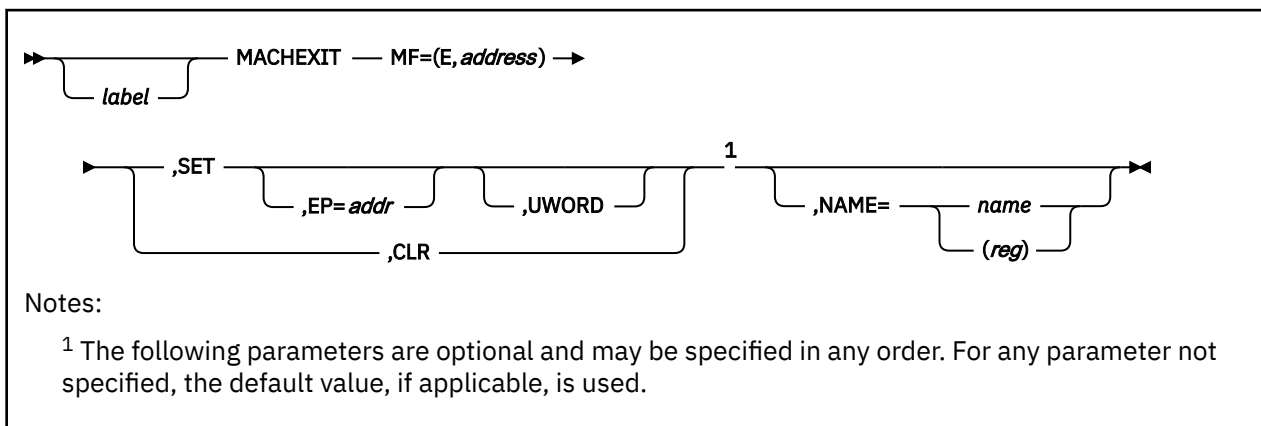 MACHEXIT MF=(E,address)
label
,SET 1
,EP=addr ,UWORD ,NAME= name
,CLR (reg)
Notes:
1 The following parameters are optional and may be specified in any order. For any parameter not
specified, the default value, if applicable, is used.